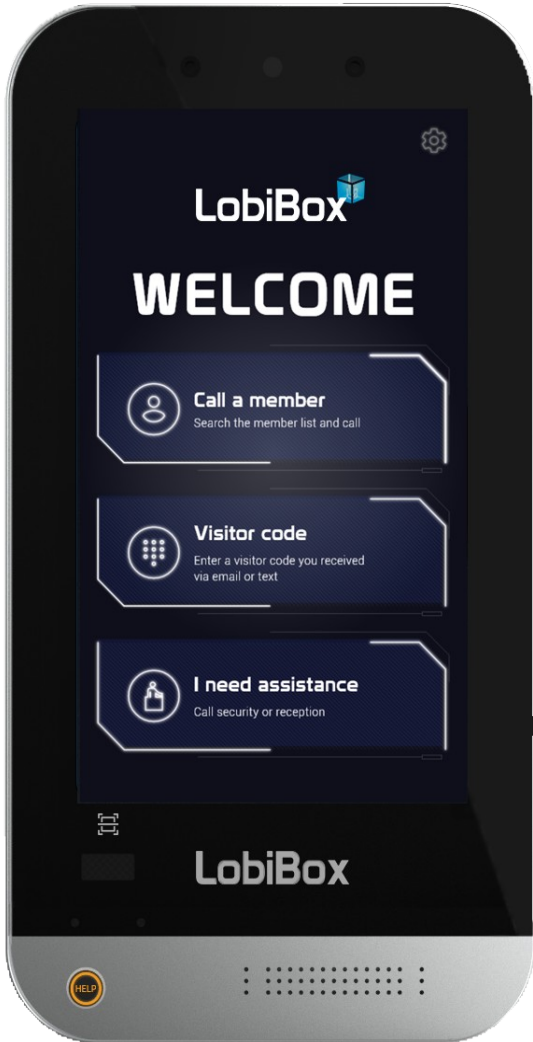 LobiBox
WELCOME
Call a member
Search the member list and call
Visitor code
Enter a visitor code you received
via email or text
I need assistance
Call security or reception
LobiBox
HELP